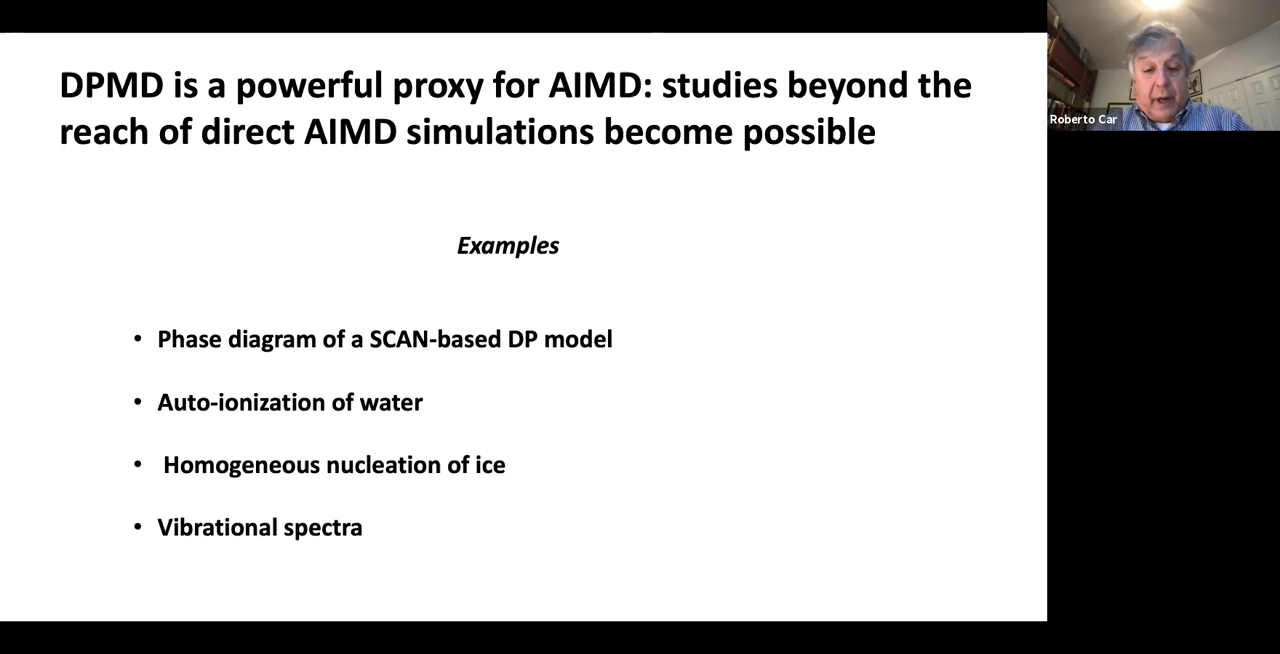 DPMD is a powerful proxy for AIMD: studies beyond the
reach of direct AIMD simulations become possible
Roberto Car
Examples
• Phase diagram of a SCAN-based DP model
• Auto-ionization of water
• Homogeneous nucleation of ice
• Vibrational spectra